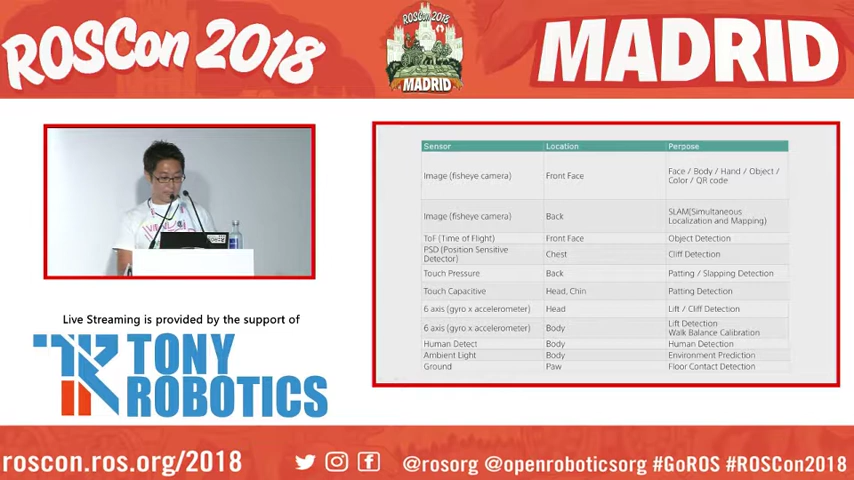 ROSCon 2018
ROSCon 2018
MADRID
MADRID
Sensor Location Perpose
Image (fisheye camera) Front Face Face / Body / Hand / Object /
Color / QR code
Image (fisheye camera) Back SLAM(Simultaneous
Localization and Mapping)
ToF (Time of Flight) Front Face Object Detection
PSD (Position Sensitive
Detector) Chest Cliff Detection
Touch Pressure Back Patting / Slapping Detection
Touch Capacitive Head, Chin Patting Detection
6 axis (gyro x accelerometer) Head Lift / Cliff Detection
6 axis (gyro x accelerometer) Body Lift Detection
Walk Balance Calibration
Human Detect Body Human Detection
Ambient Light Body Environment Prediction
Ground Paw Floor Contact Detection
Live Streaming is provided by the support of
TONY
ROBOTICS
roscon.ros.org/2018
@rosorg @openroboticsorg #GoROS #ROSCon2018